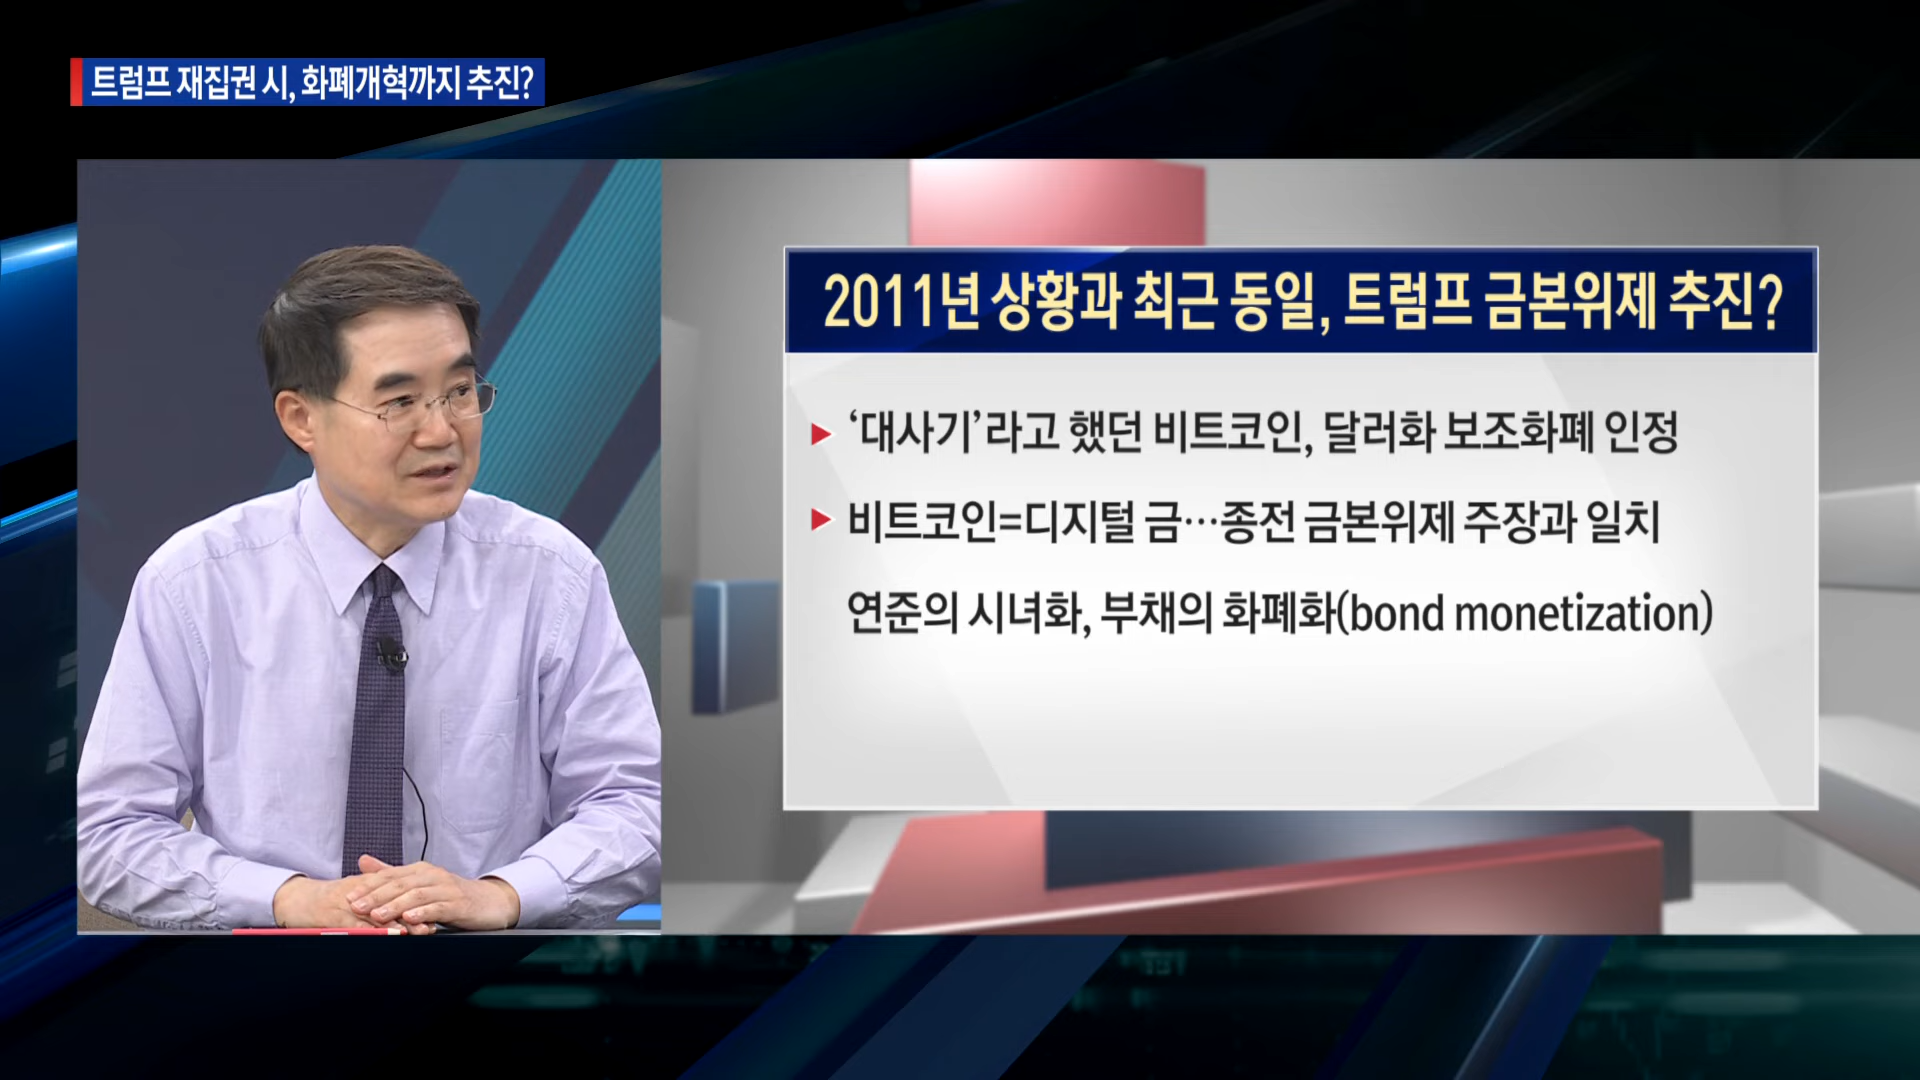 트럼프 재집권 시, 화폐개혁까지 추진?
2011년 상황과 최근 동일, 트럼프 금본위제 추진?
▶ ‘대사기’라고 했던 비트코인, 달러화 보조화폐 인정
▶ 비트코인=디지털 금…종전 금본위제 주장과 일치
연준의 시녀화, 부채의 화폐화(bond monetization)